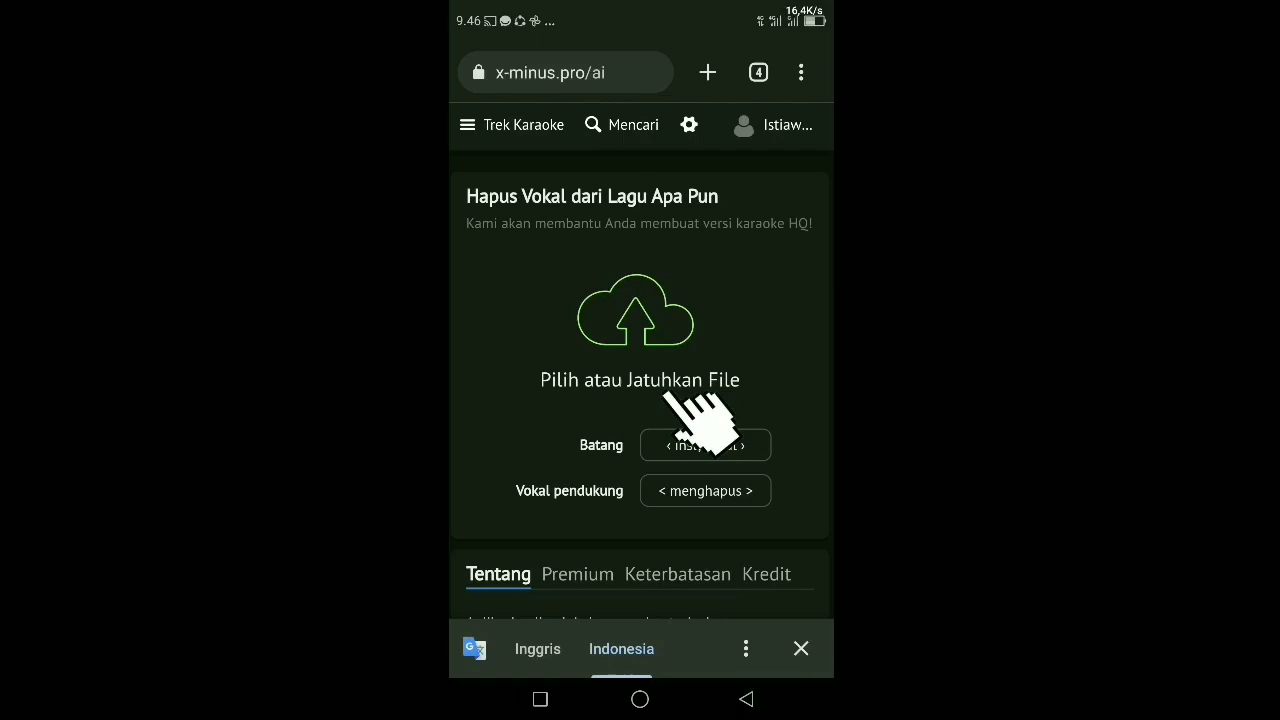 16,4K/s
9.46 ...
x-minus.pro/ai
4
Trek Karaoke Mencari Istiaw...
Hapus Vokal dari Lagu Apa Pun
Kami akan membantu Anda membuat versi karaoke HQ!
Pilih atau Jatuhkan File
Batang
Vokal pendukung < menghapus >
Tentang Premium Keterbatasan Kredit
Inggris Indonesia